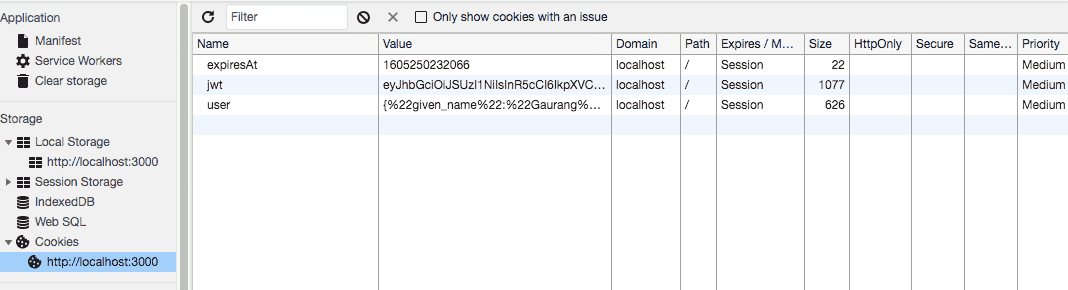 Application
Manifest
Service Workers
Clear storage
Storage
Local Storage
http://localhost:3000
Session Storage
IndexedDB
Web SQL
Cookies
http://localhost:3000
Filter Only show cookies with an issue
Name Value Domain Path Expires / M... Size HttpOnly Secure Same... Priority
expiresAt 1605250232066 localhost / Session 22 Medium
jwt eyJhbGciOiJSUzI1NiIsInR5cCI6IkpXVC... localhost / Session 1077 Medium
user {%22given_name%22:%22Gaurang%... localhost / Session 626 Medium